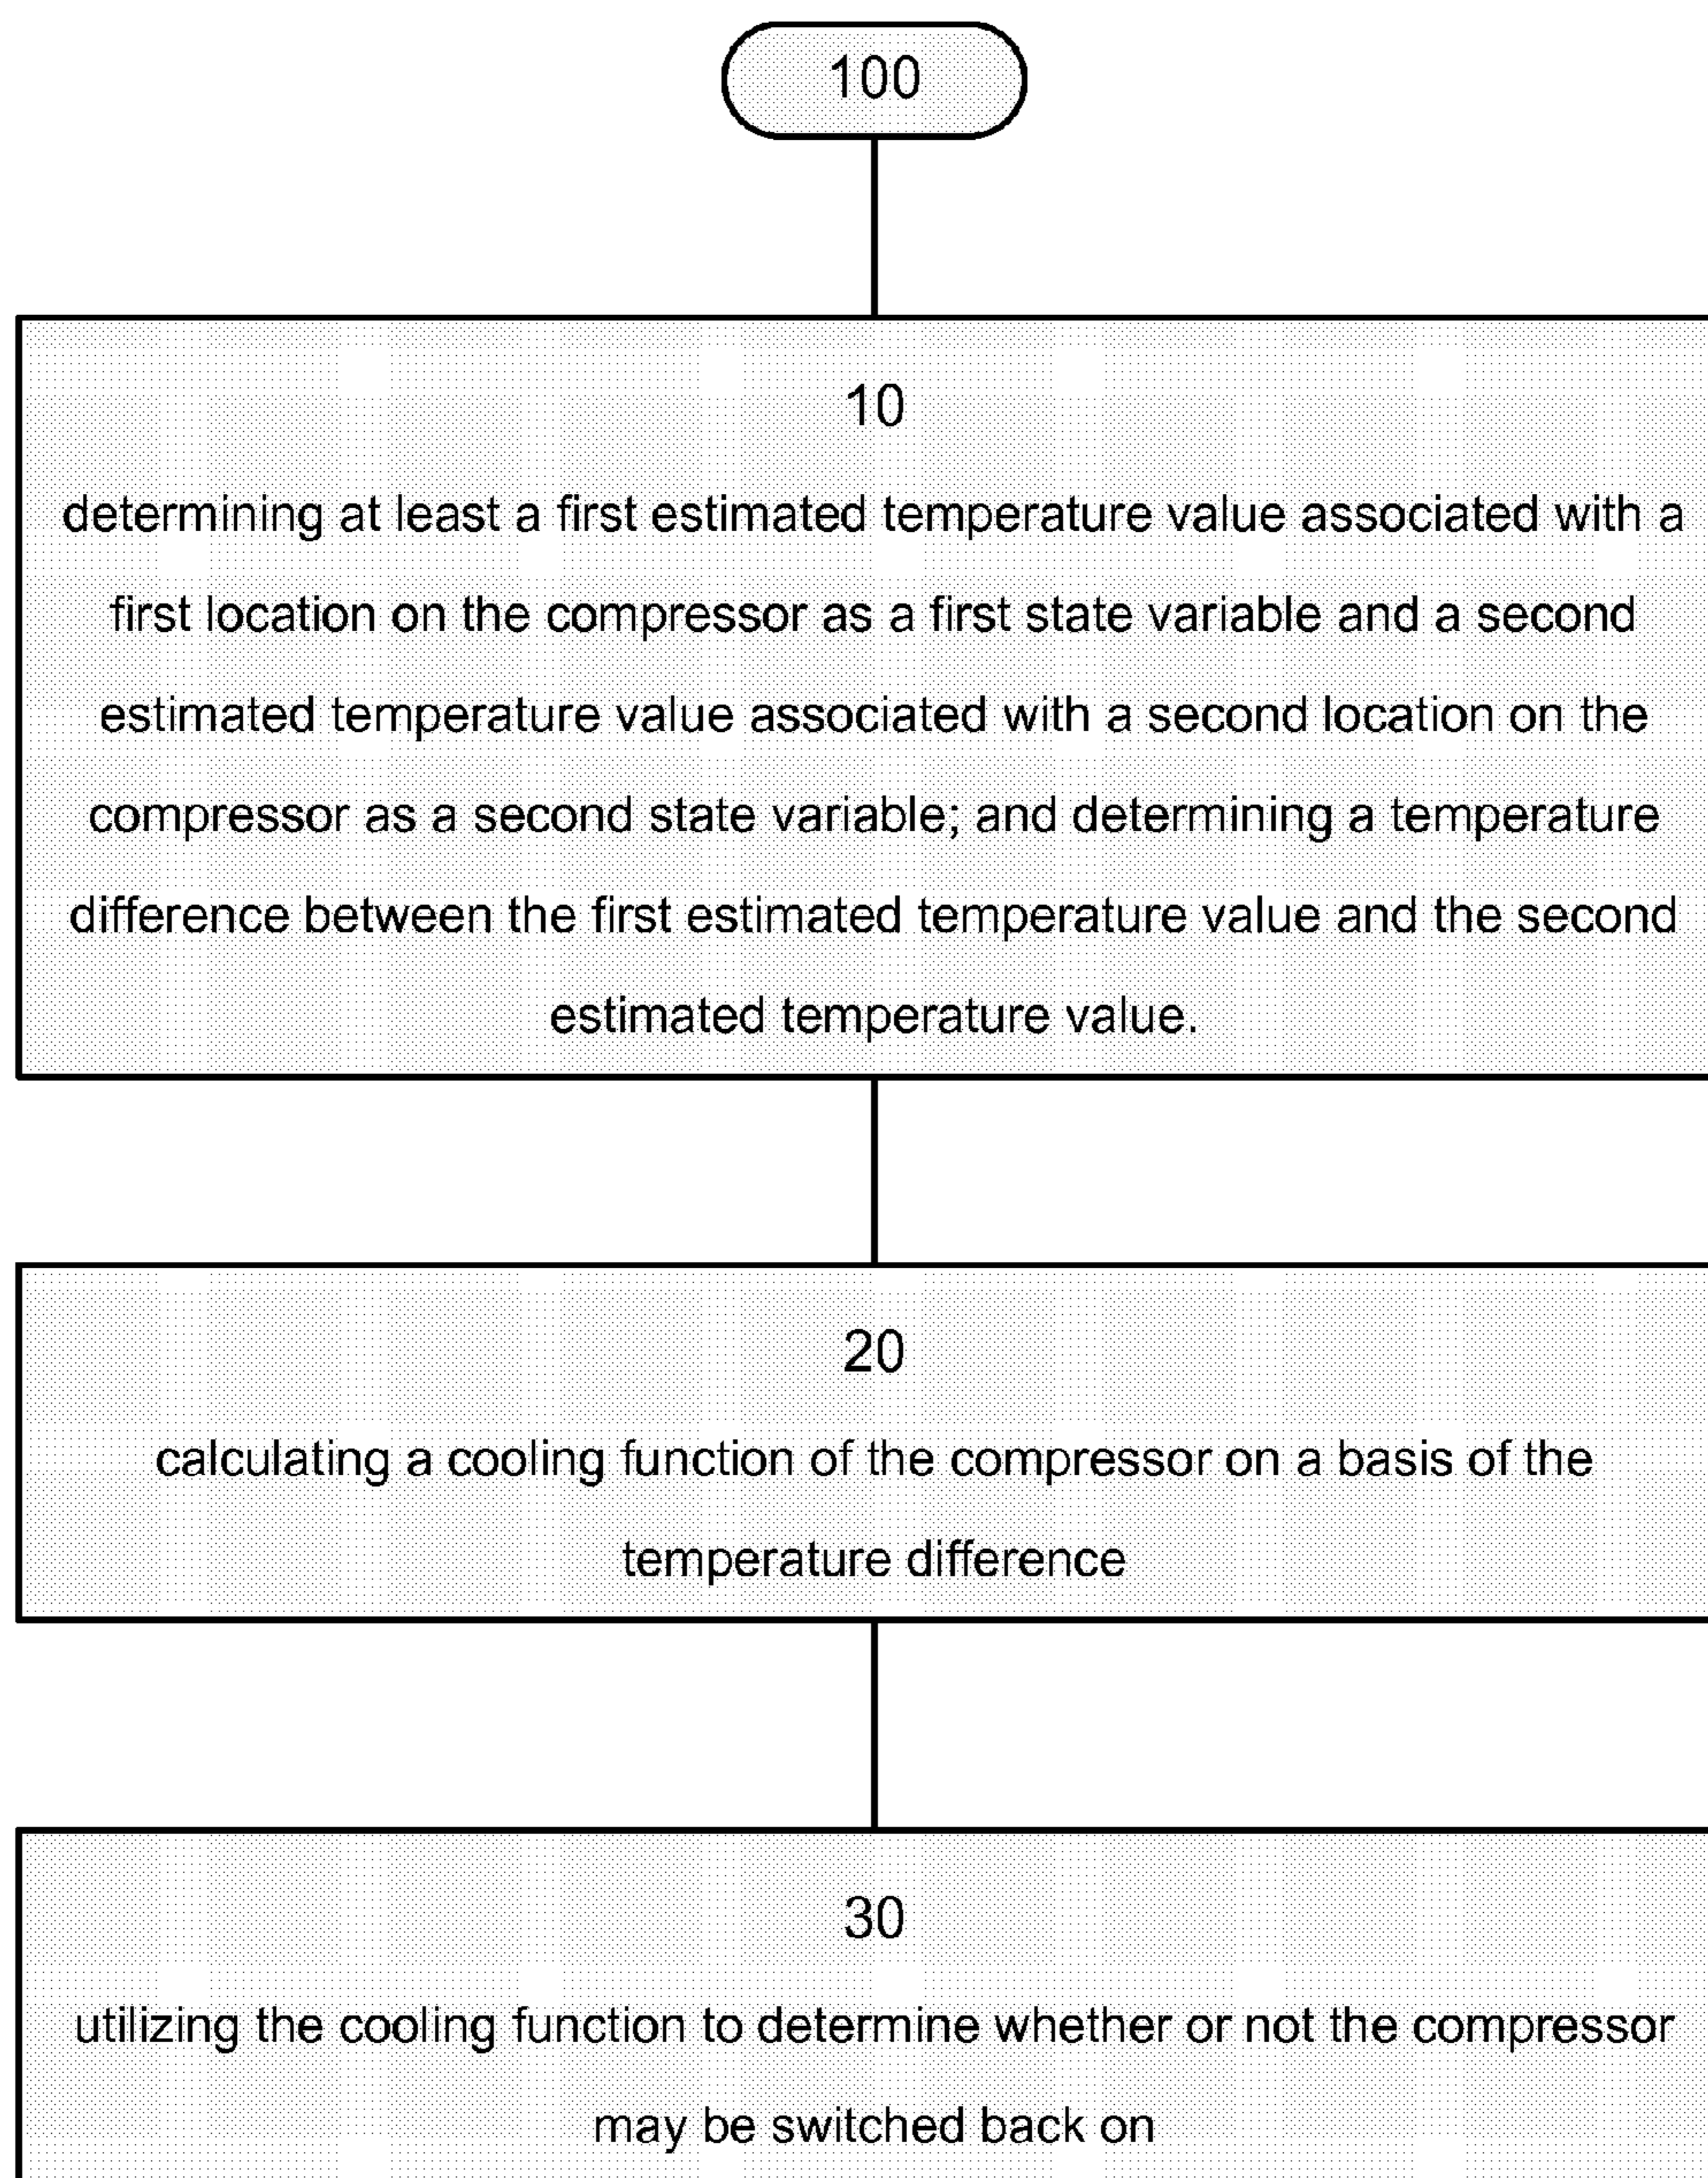 100
10
determining at least a first estimated temperature value associated with a
first location on the compressor as a first state variable and a second
estimated temperature value associated with a second location on the
compressor as a second state variable; and determining a temperature
difference between the first estimated temperature value and the second
estimated temperature value.
20
calculating a cooling function of the compressor on a basis of the
temperature difference
30
utilizing the cooling function to determine whether or not the compressor
may be switched back on